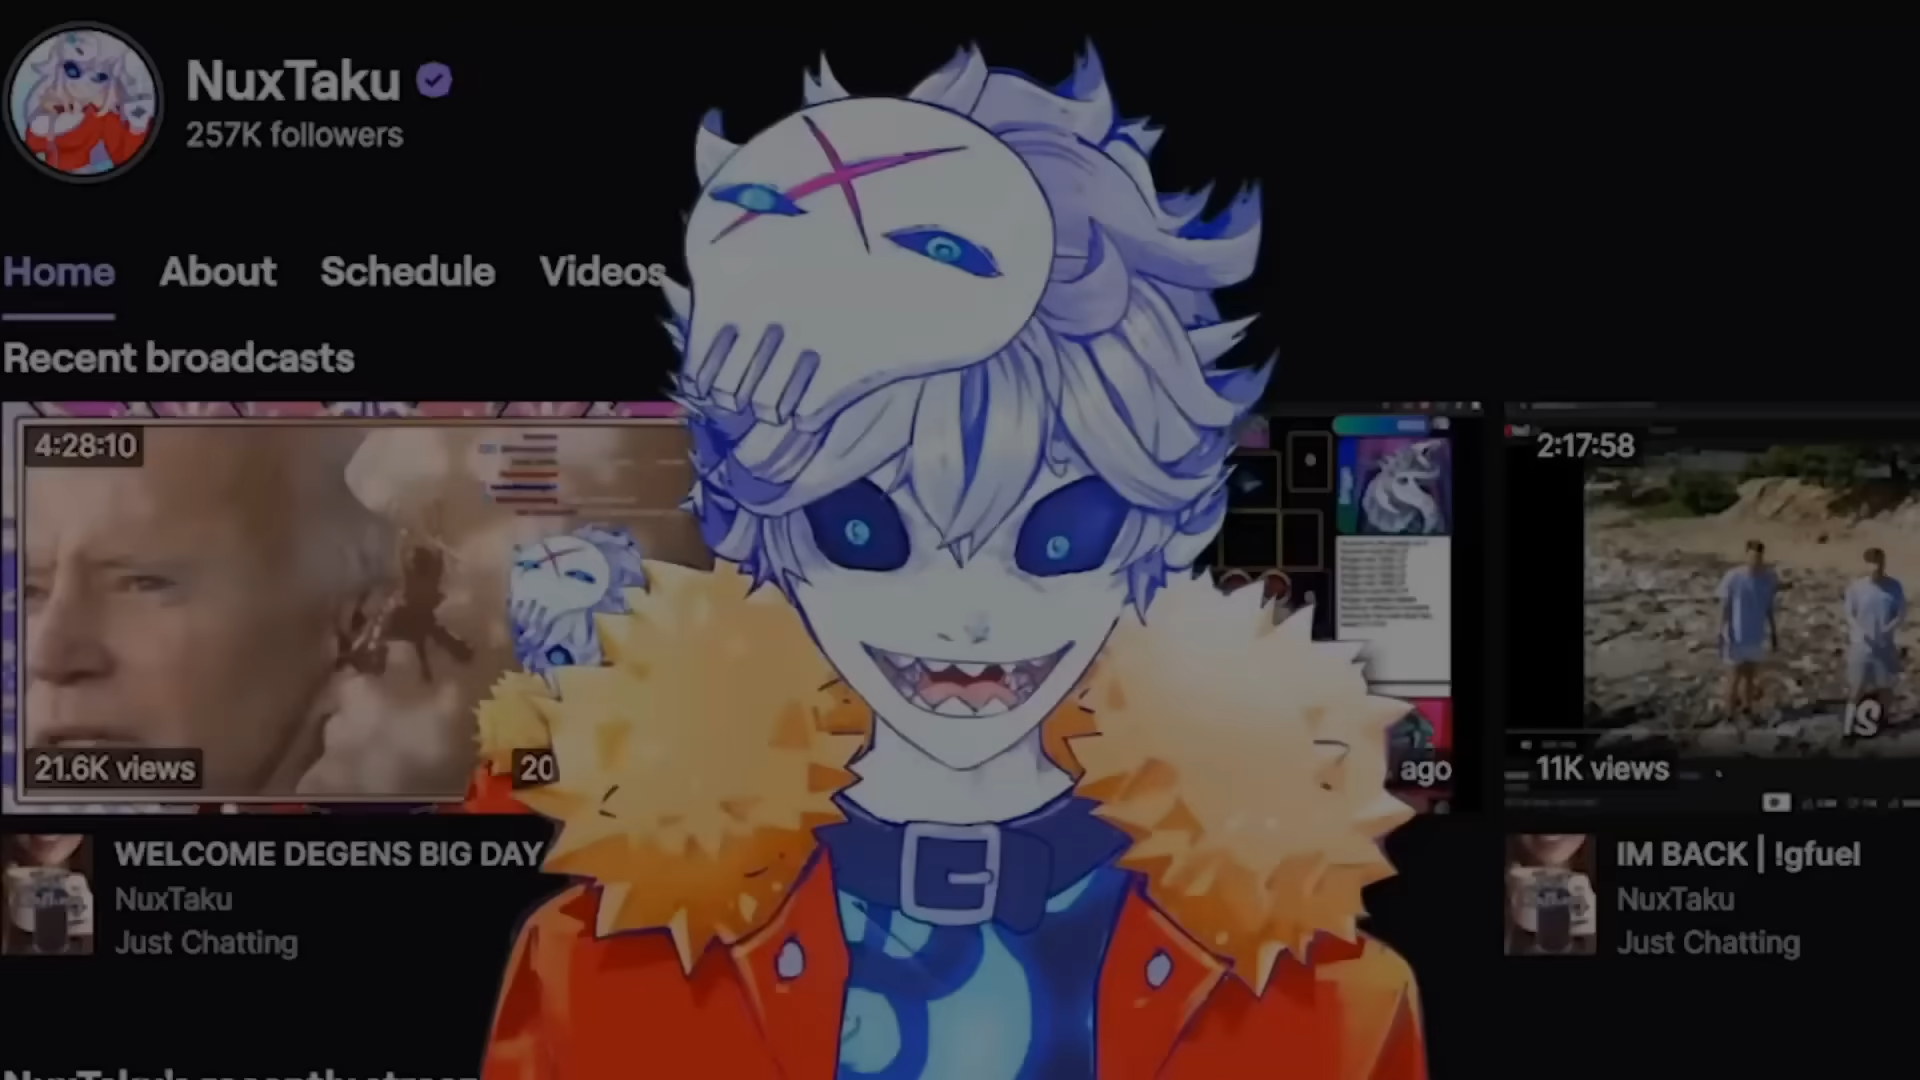 NuxTaku
257K followers
Home About Schedule Videos
Recent broadcasts
4:28:10
2:17:58
IS
21.6K views
20
ago
11K views
WELCOME DEGENS BIG DAY
IM BACK | !gfuel
NuxTaku
NuxTaku
Just Chatting
Just Chatting